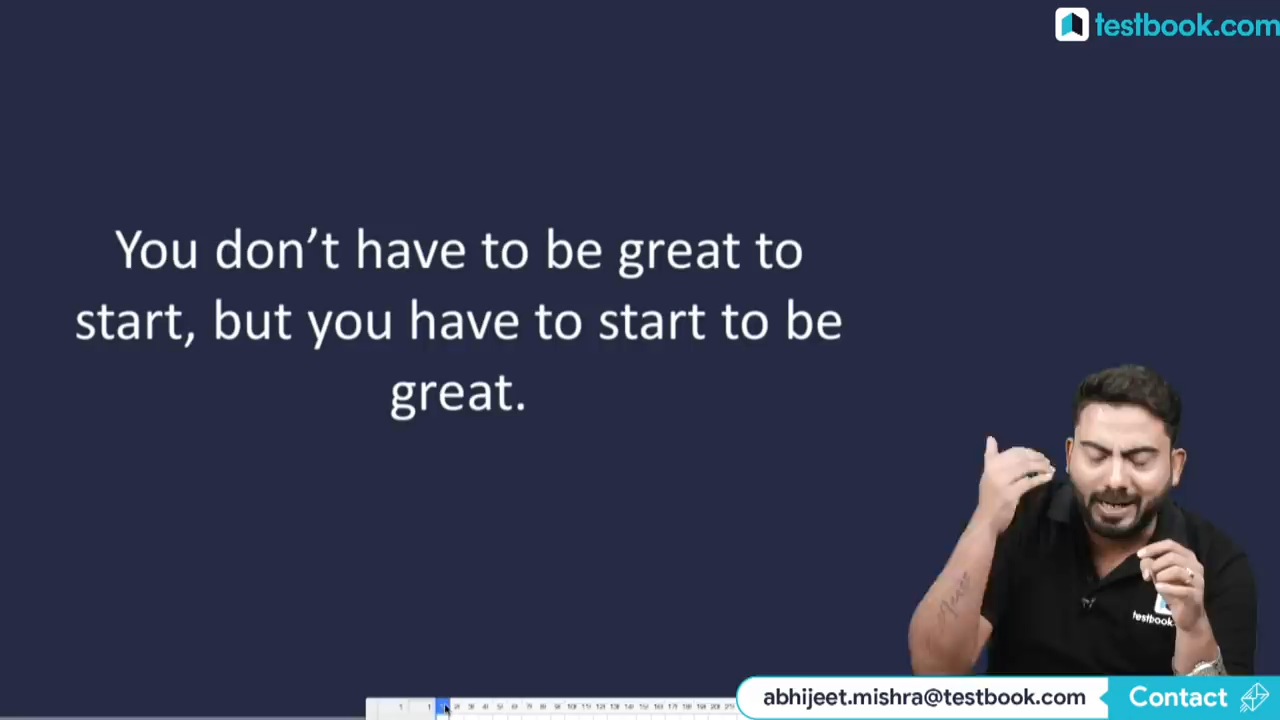 testbook.com
You don’t have to be great to
start, but you have to start to be
great.
testbook
abhijeet.mishra@testbook.com
Contact